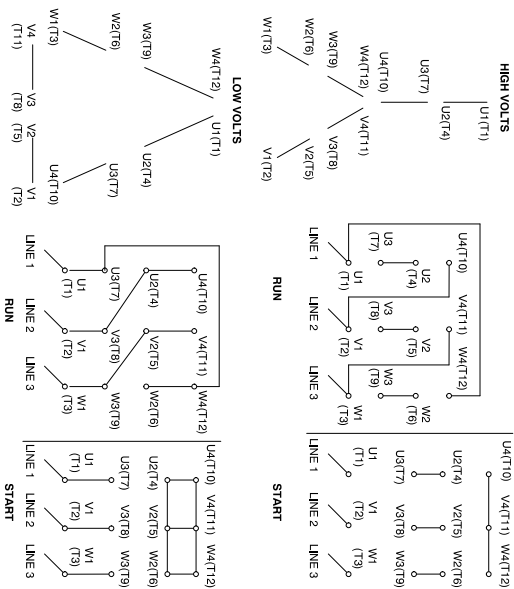 HIGH VOLTS
U1(T1)
U2(T4)
U3(T7)
U4(T10)
W4(T12)
V4(T11)
W3(T9)
V3(T8)
W2(T6)
V2(T5)
W1(T3)
V1(T2)
U4(T10) V4(T11) W4(T12)
U2 V2 W2
(T4) (T5) (T6)
U3 V3 W3
(T7) (T8) (T9)
U1 V1 W1
(T1) (T2) (T3)
LINE 1 LINE 2 LINE 3
RUN
U4(T10) V4(T11) W4(T12)
U2(T4) V2(T5) W2(T6)
U3(T7) V3(T8) W3(T9)
U1 V1 W1
(T1) (T2) (T3)
LINE 1 LINE 2 LINE 3
START
LOW VOLTS
W4(T12) U1(T1)
W3(T9) U2(T4)
W2(T6) U3(T7)
W1(T3) U4(T10)
V4 V3 V2 V1
(T11) (T8) (T5) (T2)
U4(T10) V4(T11) W4(T12)
U2(T4) V2(T5) W2(T6)
U3(T7) V3(T8) W3(T9)
U1 V1 W1
(T1) (T2) (T3)
LINE 1 LINE 2 LINE 3
RUN
U4(T10) V4(T11) W4(T12)
U2(T4) V2(T5) W2(T6)
U3(T7) V3(T8) W3(T9)
U1 V1 W1
(T1) (T2) (T3)
LINE 1 LINE 2 LINE 3
START